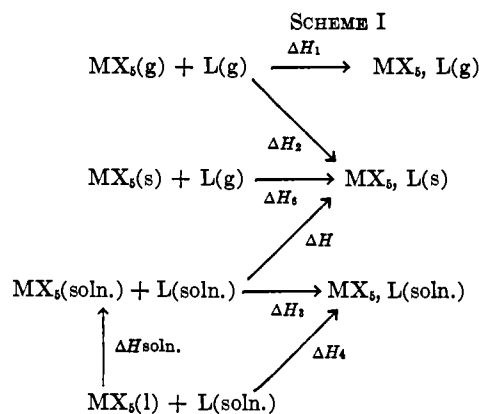 SCHEME I
ΔH₁
MX₅(g) + L(g) MX₅, L(g)
ΔH₂
MX₅(s) + L(g) MX₅, L(s)
ΔH₆
ΔH
MX₅(soln.) + L(soln.) MX₅, L(soln.)
ΔH₃
ΔHsoln. ΔH₄
MX₅(l) + L(soln.)